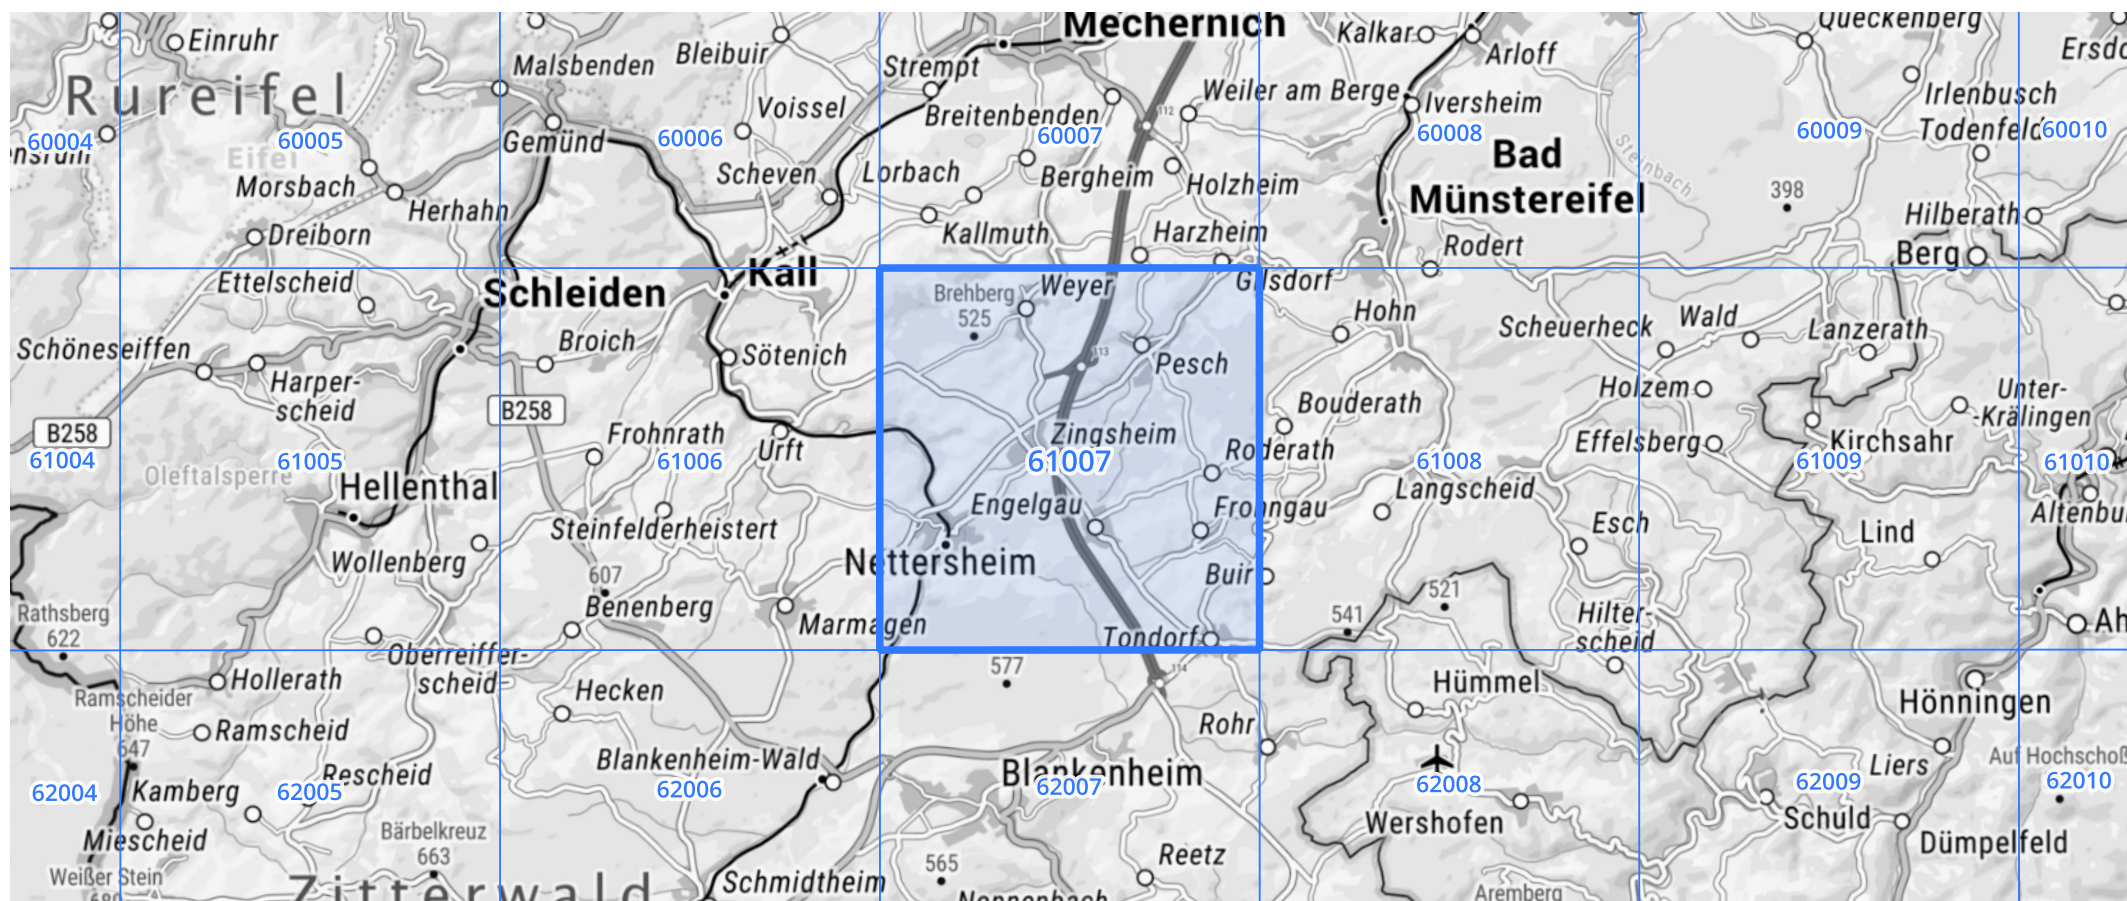 Mechernich
Queckenberg
Kalkar
Einruhr
Bleibuir
Arloff
Malsbenden
Strempt
Rureifel
Weiler am Berge
Irlenbusch
Voissel
Breitenbenden
112
Iversheim
60004
60005
60006
60007
60008
60009
Todenfeld
60010
Gemünd
Eifel
Bad
Münstereifel
Steinbach
Morsbach
Scheven
Lorbach
Bergheim
Holzheim
398
Herhahn
Hilberath
Dreiborn
Kallmuth
Harzheim
Rodert
Berg
Kall
Ettelscheid
Schleiden
Brehberg
525
Weyer
Gilsdorf
Hohn
Scheuerheck
Wald
Lanzerath
Schöneseiffen
Broich
Sötenich
113
Pesch
Harper-
scheid
Holzem
Unter-
-Krälingen
B258
B258
Bouderath
Frohnrath
Urft
Zingsheim
Roderath
Effelsberg
Kirchsahr
61004
61005
61006
61007
61008
61009
61010
Oleftalsperre
Hellenthal
Langscheid
Steinfelderheistert
Engelgau
Frohngau
Esch
Lind
Wollenberg
Nettersheim
Buir
607
521
Benenberg
541
Hilter-
scheid
Rathsberg
622
Marmagen
Tondorf
Oberreiffer-
scheid
577
114
Hollerath
Hecken
Hümmel
Ramscheider
Höhe
647
Hönningen
Ramscheid
Rohr
Blankenheim-Wald
Blankenheim
Liers
Rescheid
62004
Kamberg
62005
62006
62007
62008
62009
62010
Wershofen
Schuld
Miescheid
Bärbelkreuz
663
Dümpelfeld
Weißer Stein
Zitterwald
Schmidtheim
565
Reetz
Aremberg